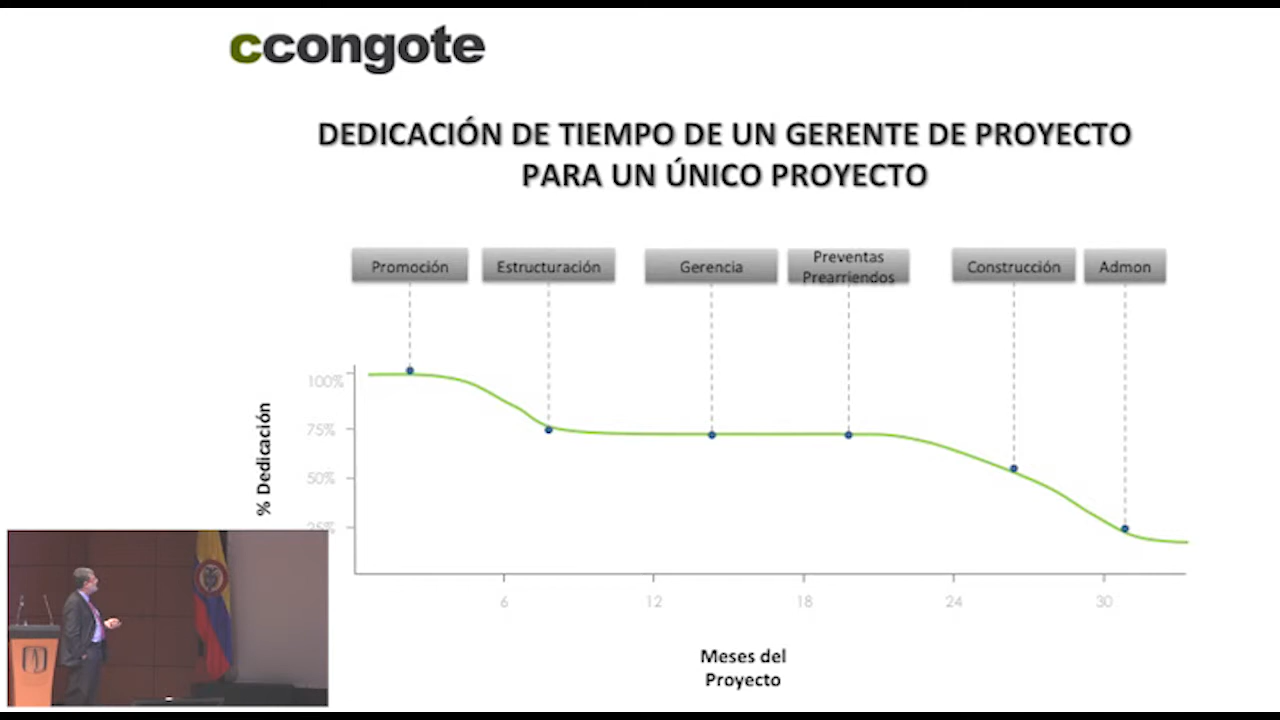 ccongote
DEDICACIÓN DE TIEMPO DE UN GERENTE DE PROYECTO
PARA UN ÚNICO PROYECTO
Promoción
Estructuración
Gerencia
Preventas
Prearriendos
Construcción
Admon
100%
75%
50%
25%
% Dedicación
6
12
18
24
30
Meses del
Proyecto